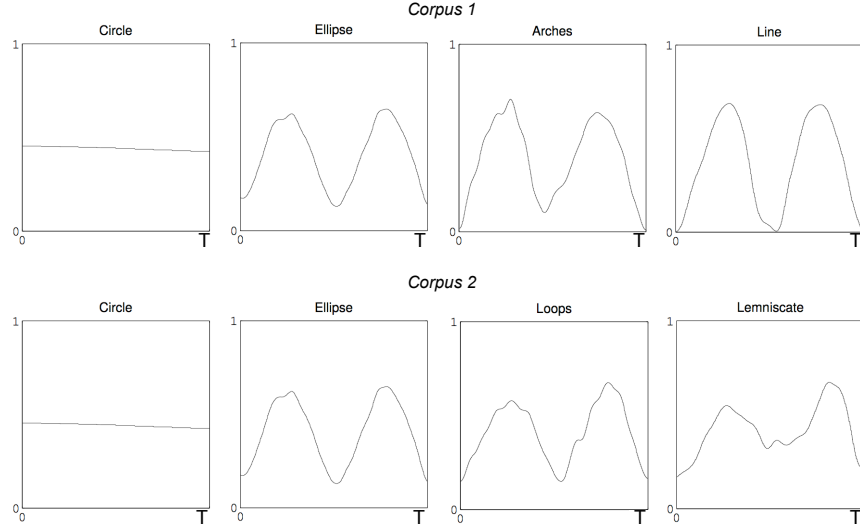 Corpus 1
Circle Ellipse Arches Line
1 1 1 1
0 0 0 0
0 T 0 T 0 T 0 T
Corpus 2
Circle Ellipse Loops Lemniscate
1 1 1 1
0 0 0 0
0 T 0 T 0 T 0 T